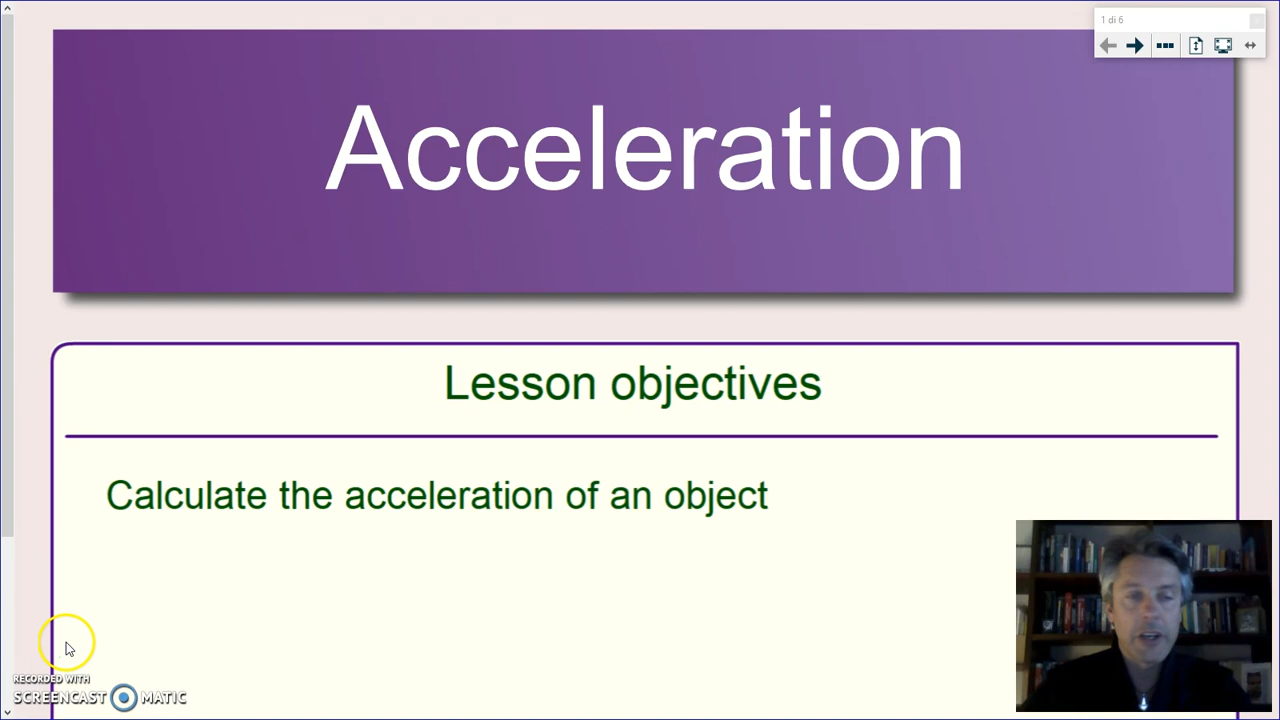 1 di 6
Acceleration
Lesson objectives
Calculate the acceleration of an object
RECORDED WITH
SCREENCAST MATIC